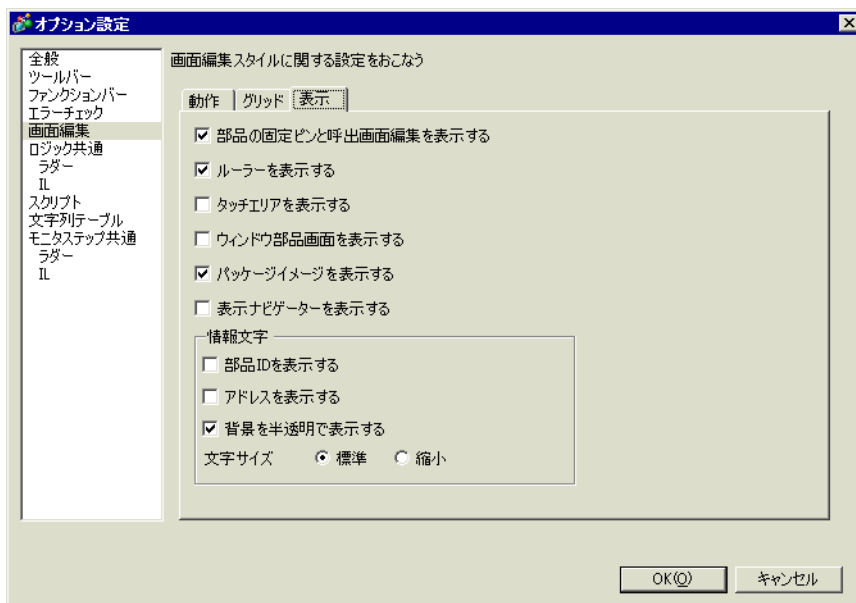 オプション設定
全般
ツールバー
ファンクションバー
エラーチェック
画面編集
ロジック共通
ラダー
IL
スクリプト
文字列テーブル
モニタステップ共通
ラダー
IL
画面編集スタイルに関する設定をおこなう
動作 グリッド 表示
部品の固定ピンと呼出画面編集を表示する
ルーラーを表示する
タッチエリアを表示する
ウィンドウ部品画面を表示する
パッケージイメージを表示する
表示ナビゲーターを表示する
情報文字
部品IDを表示する
アドレスを表示する
背景を半透明で表示する
文字サイズ 標準 縮小
OK(O) キャンセル